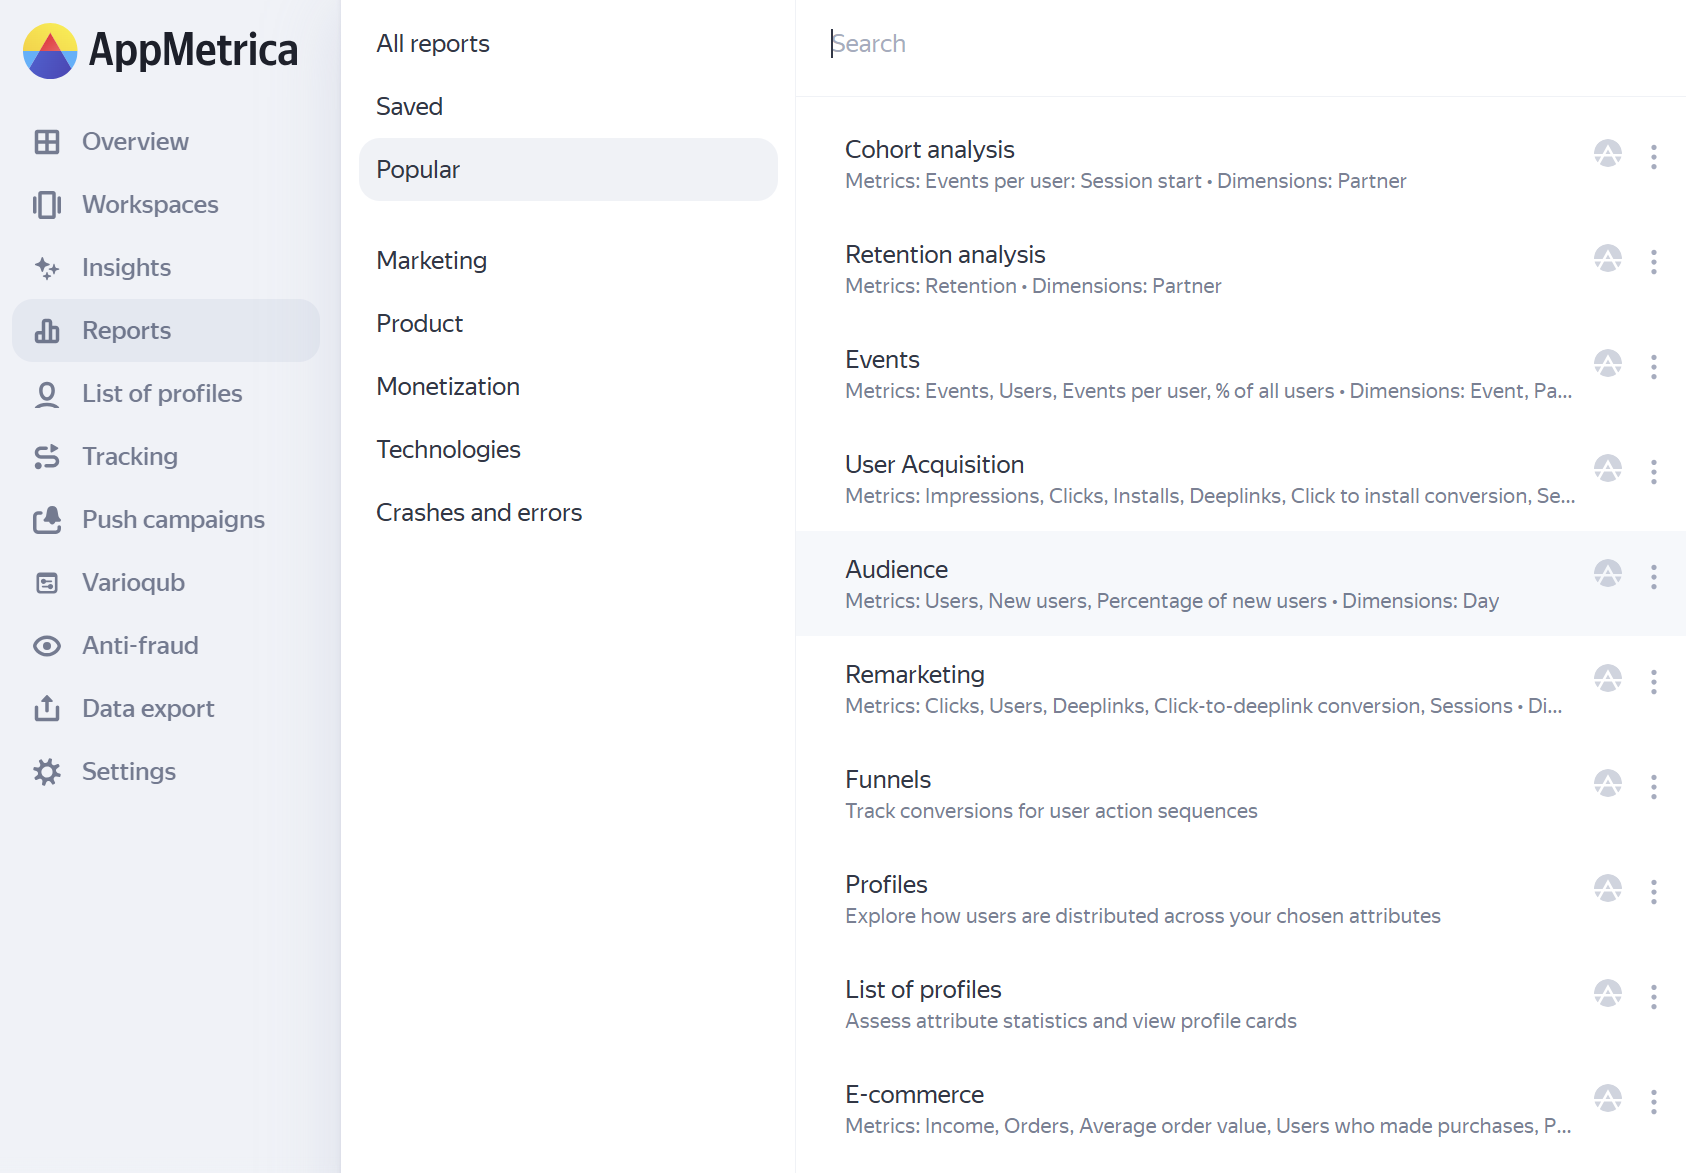 AppMetrica
Overview
Workspaces
Insights
Reports
List of profiles
Tracking
Push campaigns
Varioqub
Anti-fraud
Data export
Settings
All reports
Saved
Popular
Marketing
Product
Monetization
Technologies
Crashes and errors
Search
Cohort analysis
Metrics: Events per user: Session start • Dimensions: Partner
Retention analysis
Metrics: Retention • Dimensions: Partner
Events
Metrics: Events, Users, Events per user, % of all users • Dimensions: Event, Pa...
User Acquisition
Metrics: Impressions, Clicks, Installs, Deeplinks, Click to install conversion, Se...
Audience
Metrics: Users, New users, Percentage of new users • Dimensions: Day
Remarketing
Metrics: Clicks, Users, Deeplinks, Click-to-deeplink conversion, Sessions • Di...
Funnels
Track conversions for user action sequences
Profiles
Explore how users are distributed across your chosen attributes
List of profiles
Assess attribute statistics and view profile cards
E-commerce
Metrics: Income, Orders, Average order value, Users who made purchases, P...